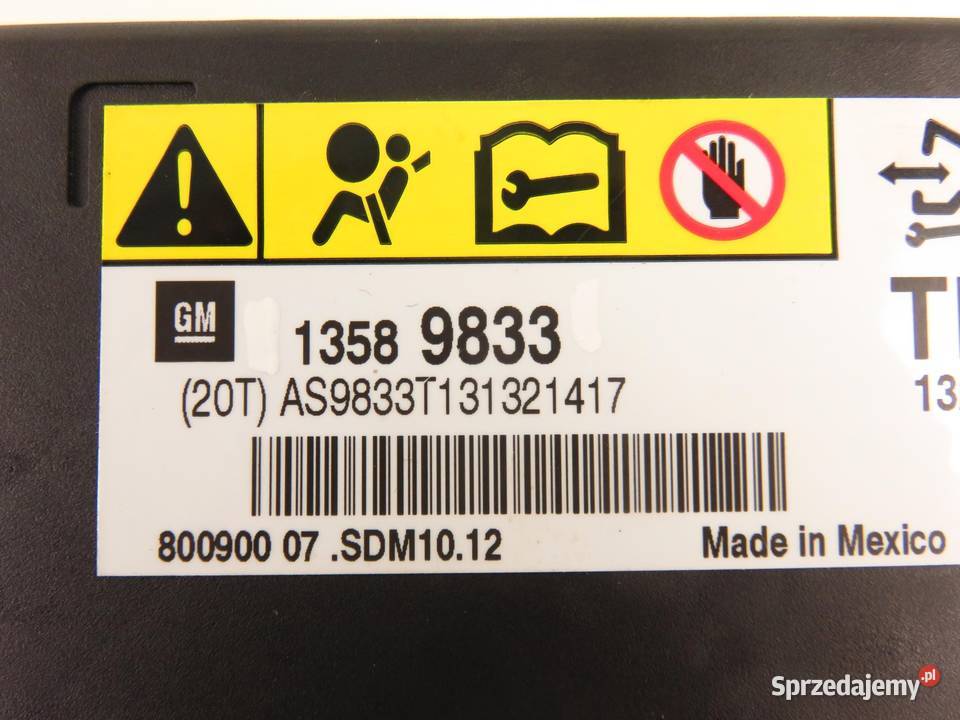 GM
1358 9833
(20T) AS9833T131321417
800900 07 .SDM10.12
Made in Mexico
Sprzedajemy.pl